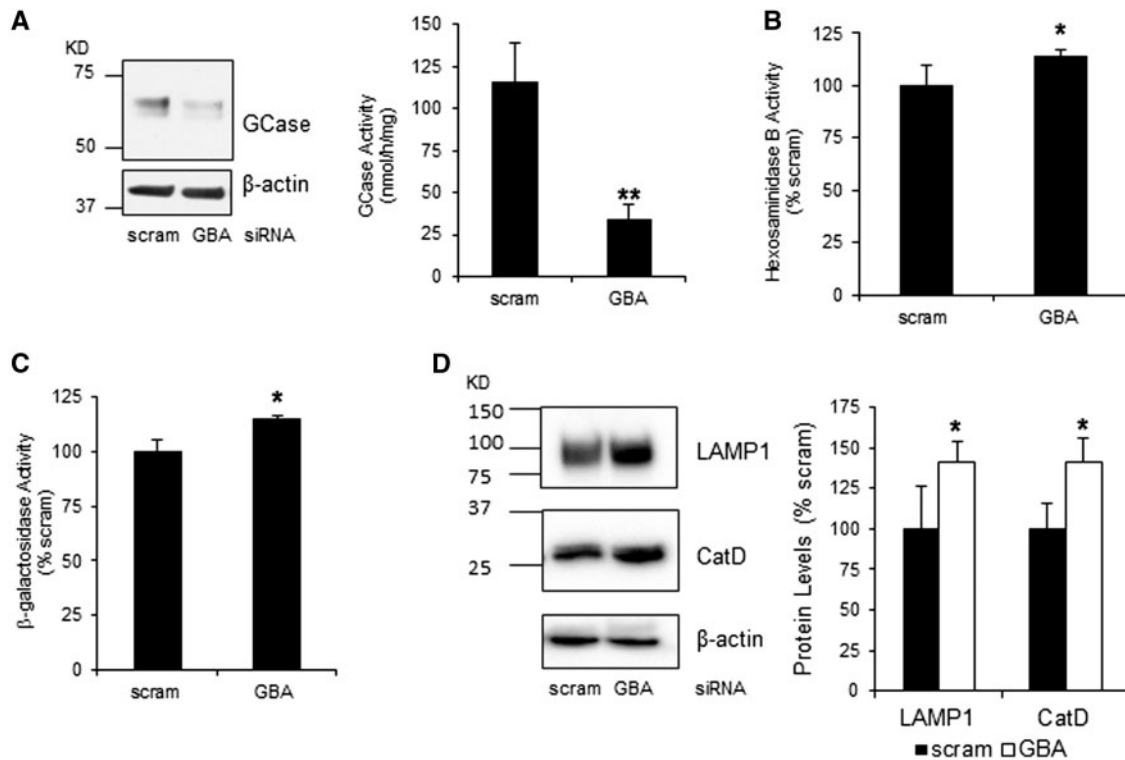 A
KD
75
50
37
GCase
β-actin
scram GBA siRNA
GCase Activity
(nmol/h/mg)
150
125
100
75
50
25
0
**
scram GBA
B
Hexosaminidase B Activity
(% scram)
125
100
75
50
25
0
*
scram GBA
C
β-galactosidase Activity
(% scram)
125
100
75
50
25
0
*
scram GBA
D
KD
150
100
75
37
25
LAMP1
CatD
β-actin
scram GBA siRNA
Protein Levels (% scram)
175
150
125
100
75
50
25
0
* *
LAMP1 CatD
scram GBA